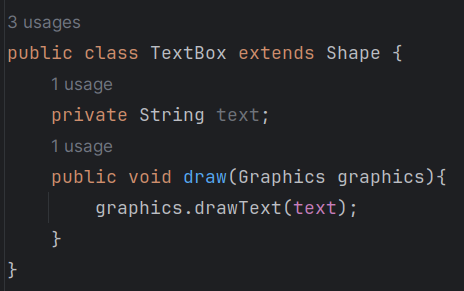 3 usages
public class TextBox extends Shape {
1 usage
private String text;
1 usage
public void draw(Graphics graphics){
graphics.drawText(text);
}
}